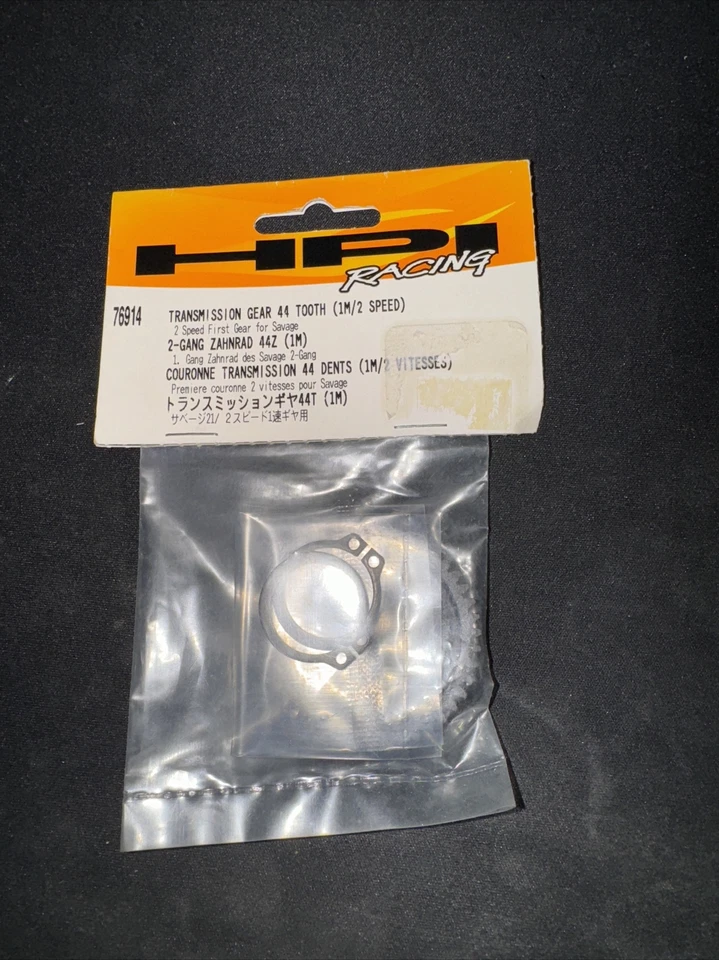 HPI
RACING
76914 TRANSMISSION GEAR 44 TOOTH (1M/2 SPEED)
2 Speed First Gear for Savage
2-GANG ZAHNRAD 44Z (1M)
1. Gang Zahnrad des Savage 2-Gang
COURONNE TRANSMISSION 44 DENTS (1M/2 VITESSES)
Premiere couronne 2 vitesses pour Savage
トランスミッションギヤ44T (1M)
サベージ21/ 2スピード1速ギヤ用